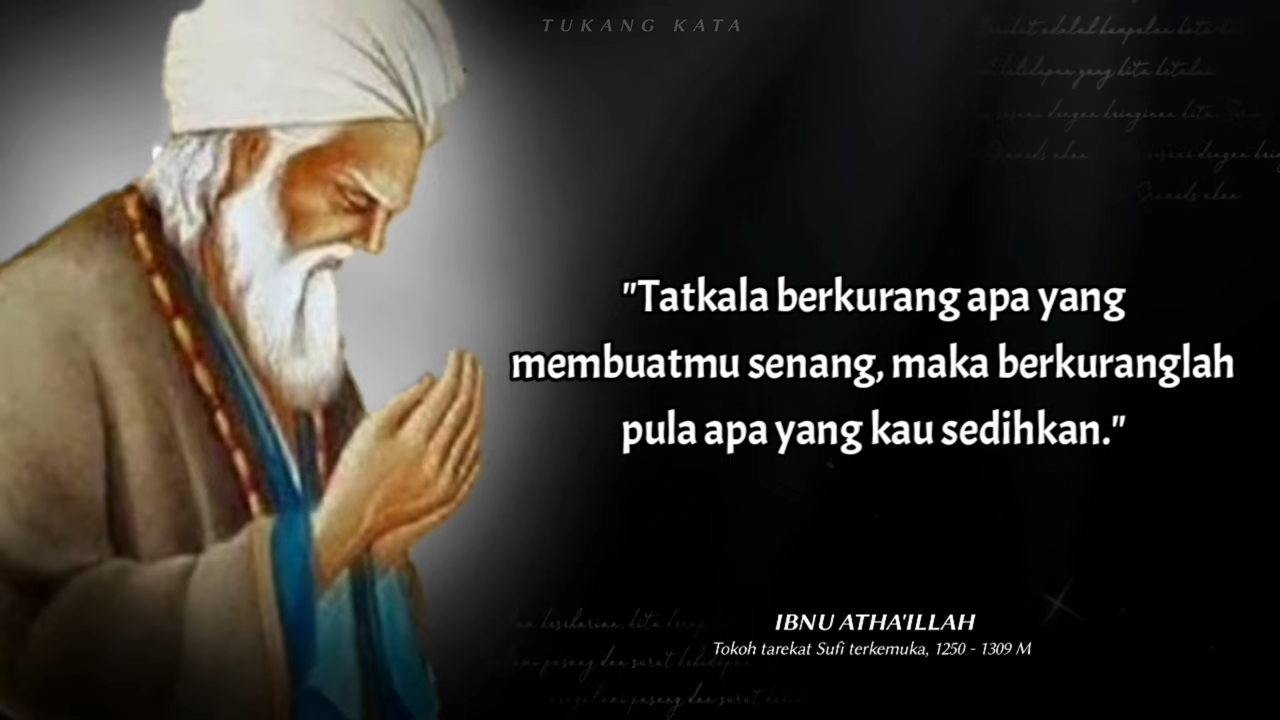 TUKANG KATA
"Tatkala berkurang apa yang
membuatmu senang, maka berkuranglah
pula apa yang kau sedihkan."
IBNU ATHA'ILLAH
Tokoh tarekat Sufi terkemuka, 1250 - 1309 M